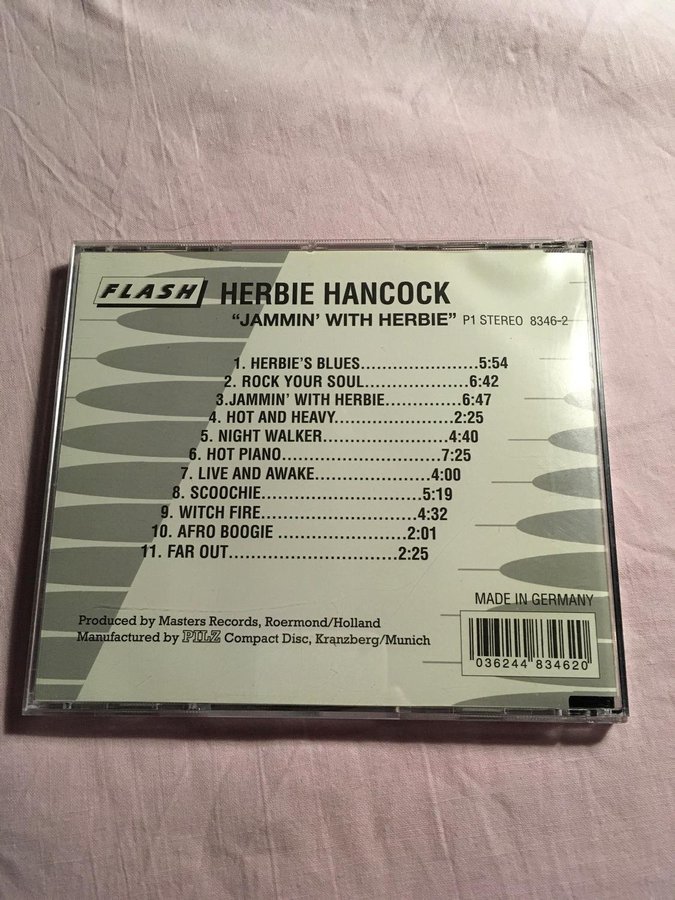 FLASH HERBIE HANCOCK
"JAMMIN' WITH HERBIE" P1 STEREO 8346-2
1. HERBIE'S BLUES.......................5:54
2. ROCK YOUR SOUL.....................6:42
3.JAMMIN' WITH HERBIE...............6:47
4. HOT AND HEAVY.......................2:25
5. NIGHT WALKER........................4:40
6. HOT PIANO...............................7:25
7. LIVE AND AWAKE......................4:00
8. SCOOCHIE................................5:19
9. WITCH FIRE...............................4:32
10. AFRO BOOGIE .........................2:01
11. FAR OUT.................................2:25
MADE IN GERMANY
Produced by Masters Records, Roermond/Holland
Manufactured by PILZ Compact Disc, Kranzberg/Munich
036244 834620